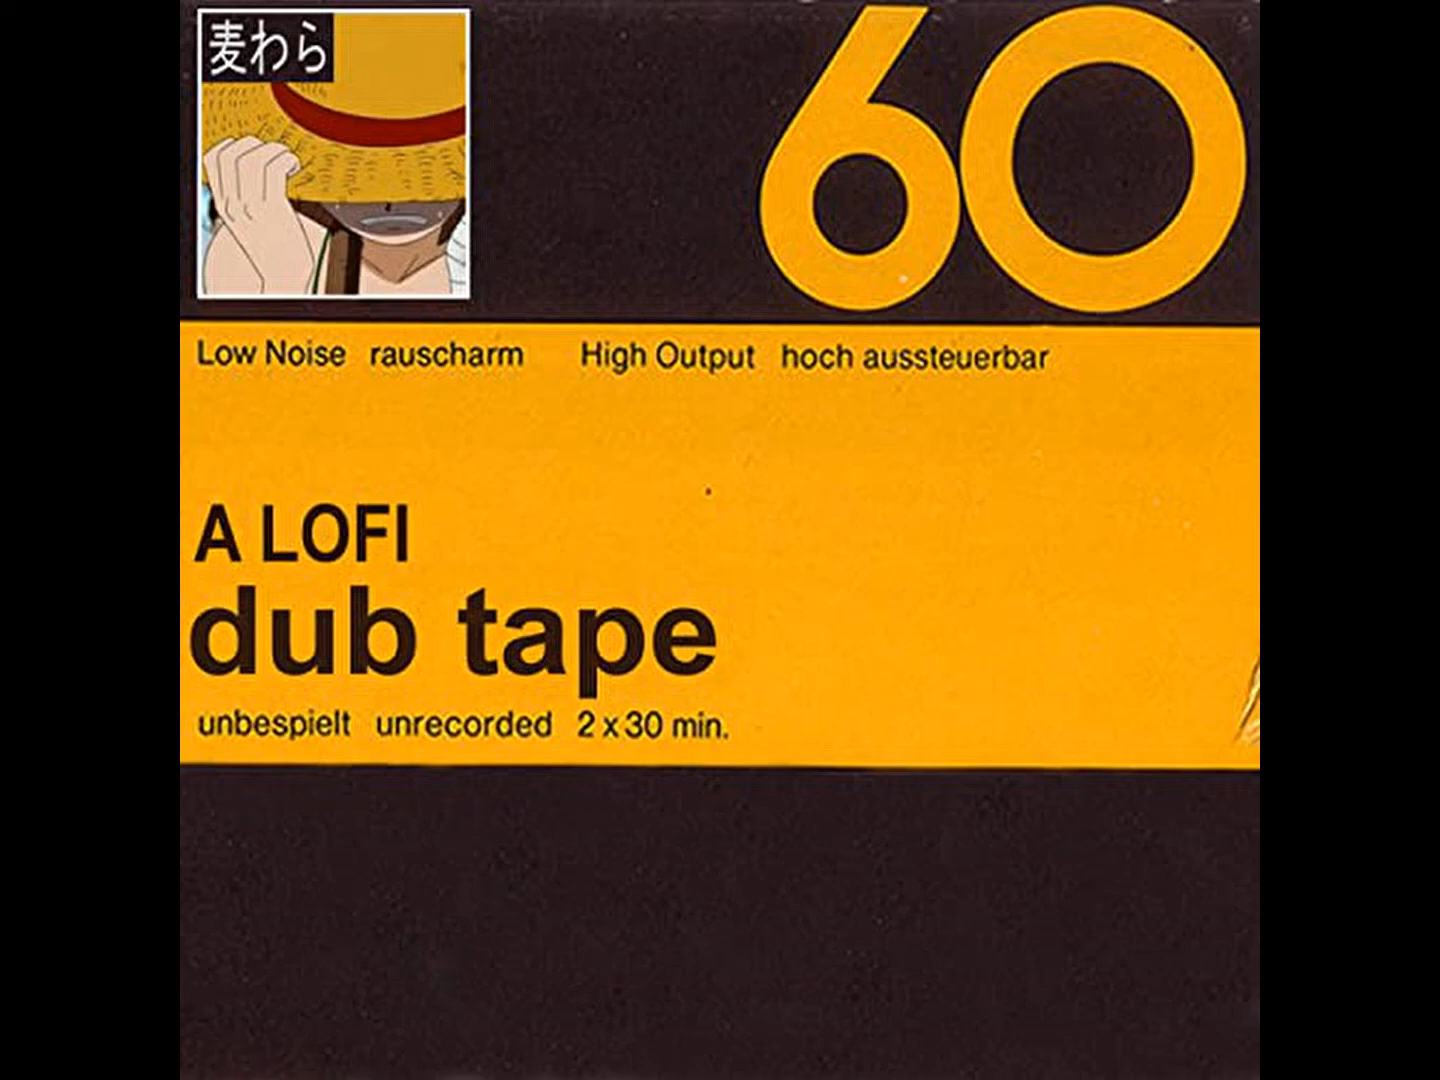 麦わら
60
Low Noise rauscharm High Output hoch aussteuerbar
A LOFI
dub tape
unbespielt unrecorded 2 x 30 min.